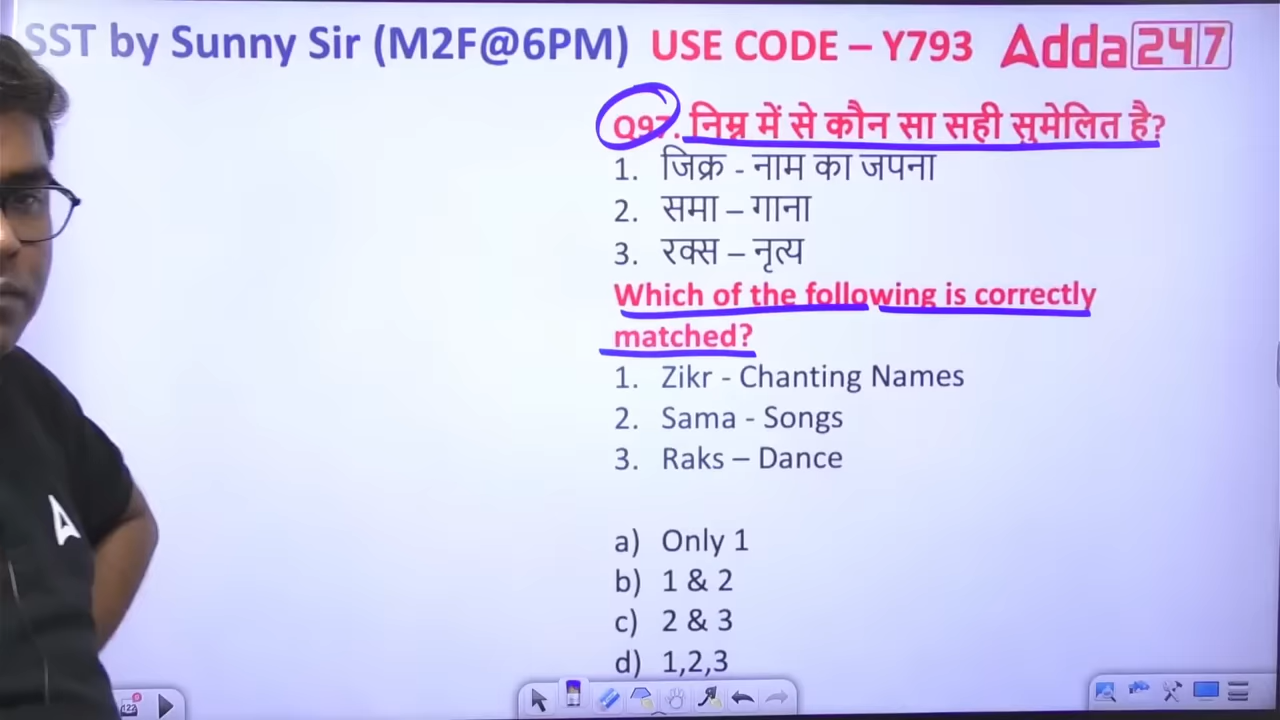 SST by Sunny Sir (M2F@6PM) USE CODE – Y793 Adda247
Q97. निम्न में से कौन सा सही सुमेलित है?
1. जिक्र - नाम का जपना
2. समा – गाना
3. रक्स – नृत्य
Which of the following is correctly
matched?
1. Zikr - Chanting Names
2. Sama - Songs
3. Raks – Dance
a) Only 1
b) 1 & 2
c) 2 & 3
d) 1,2,3